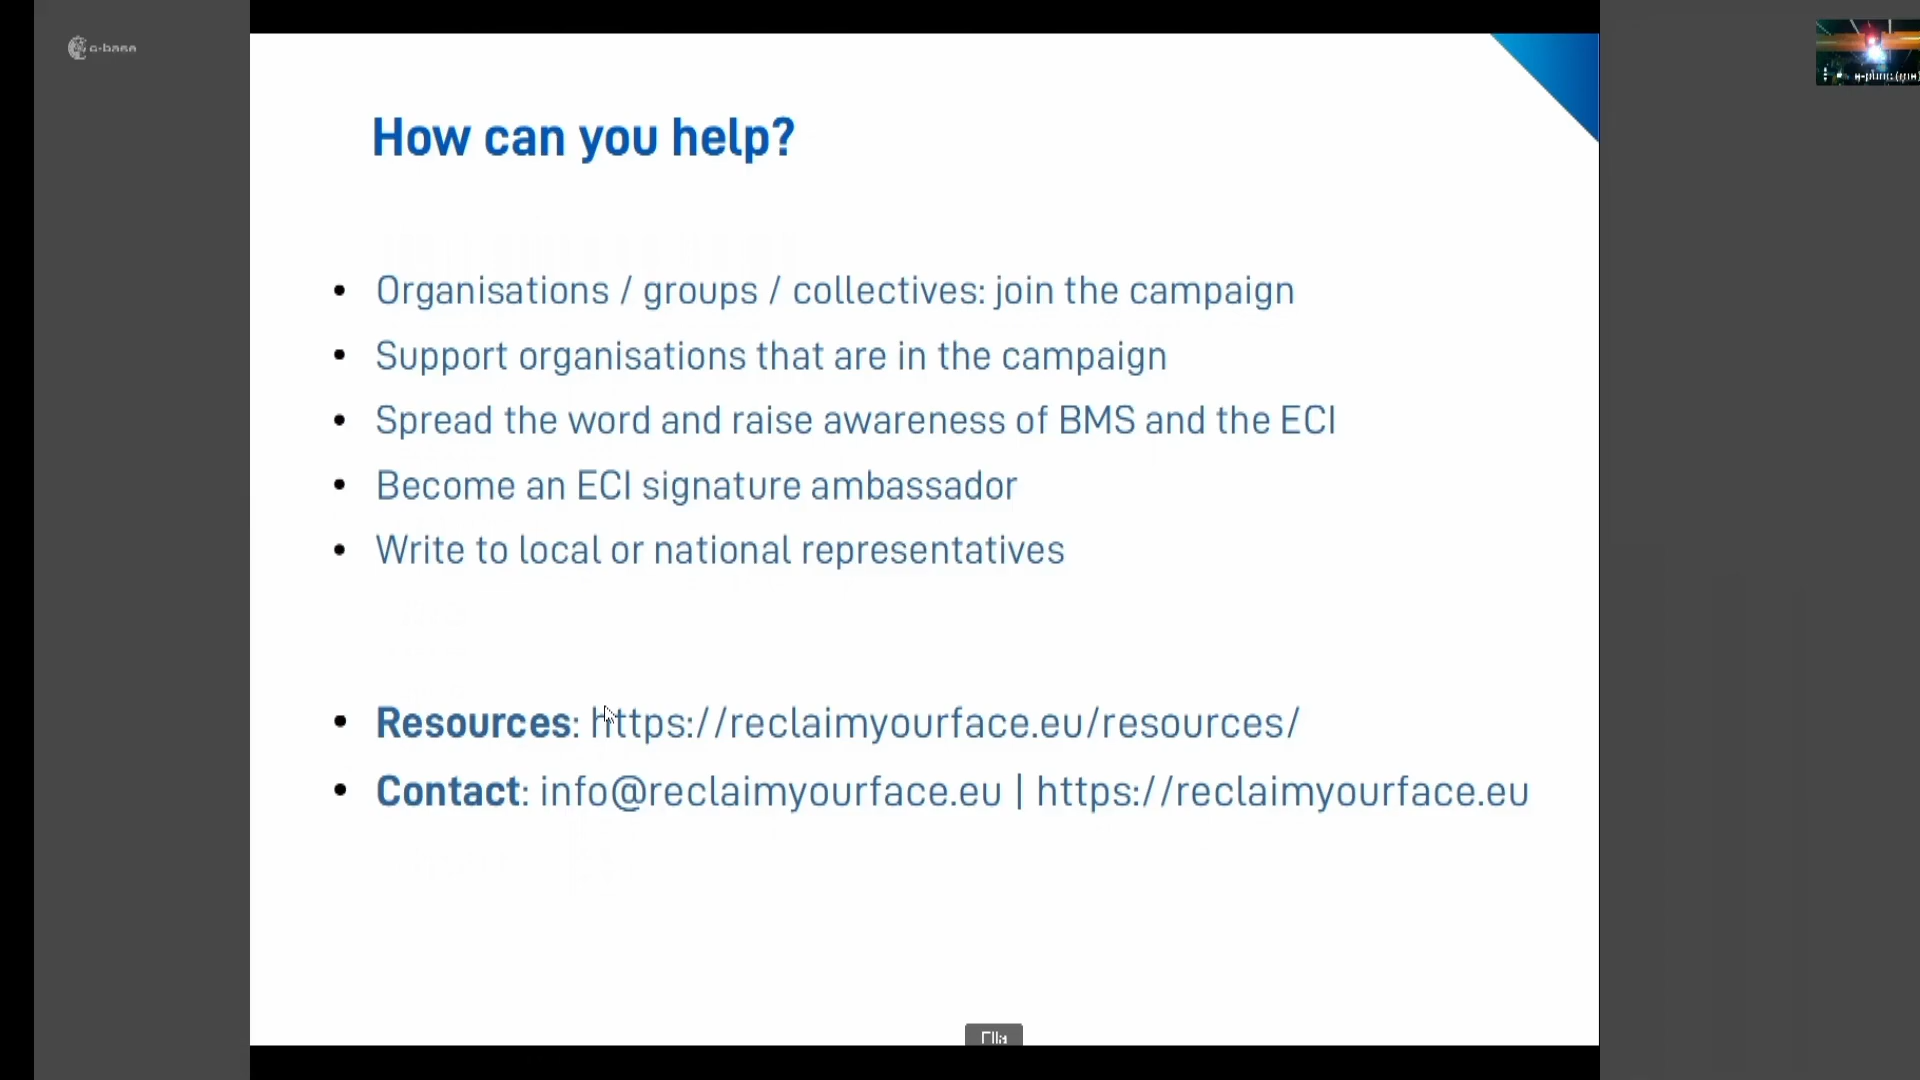 c-base
How can you help?
Organisations / groups / collectives: join the campaign
Support organisations that are in the campaign
Spread the word and raise awareness of BMS and the ECI
Become an ECI signature ambassador
Write to local or national representatives
Resources: https://reclaimyourface.eu/resources/
Contact: info@reclaimyourface.eu | https://reclaimyourface.eu